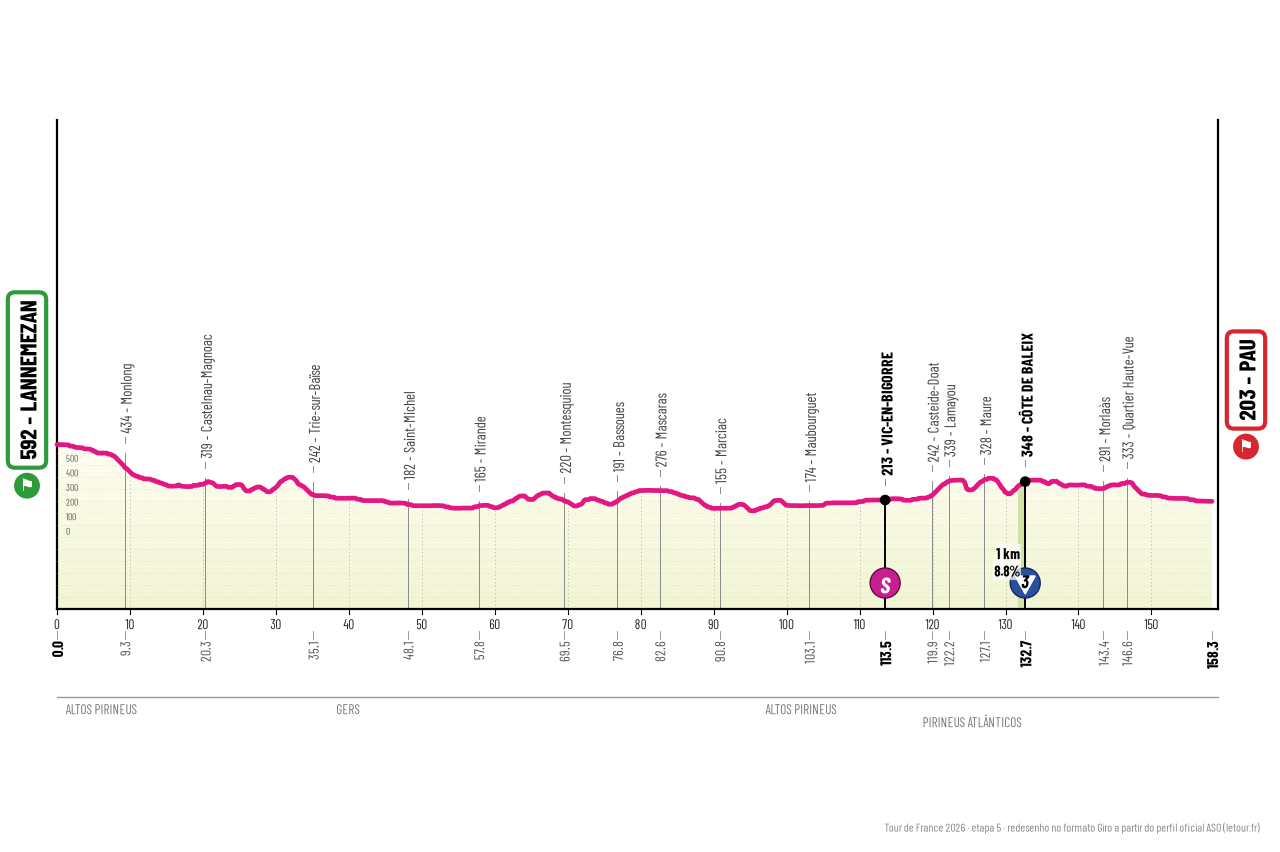 592 - LANNEMEZAN
434 - Monlong
319 - Castelnau-Magnoac
242 - Trie-sur-Baïse
182 - Saint-Michel
165 - Mirande
220 - Montesquiou
191 - Bassoues
276 - Mascaras
155 - Marciac
174 - Maubourguet
213 - VIC-EN-BIGORRE
242 - Casteide-Doat
339 - Lamayou
328 - Maure
348 - CÔTE DE BALEIX
291 - Morlaàs
333 - Quartier Haute-Vue
203 - PAU
500
400
300
200
100
0
1 km
8.8%
S
3
0 10 20 30 40 50 60 70 80 90 100 110 120 130 140 150
0.0 9.3 20.3 35.1 48.1 57.8 69.5 76.8 82.6 90.8 103.1 113.5 119.9 122.2 127.1 132.7 143.4 146.6 158.3
ALTOS PIRINEUS GERS ALTOS PIRINEUS
PIRINEUS ATLÂNTICOS
Tour de France 2026 · etapa 5 · redesenho no formato Giro a partir do perfil oficial ASO (letour.fr)